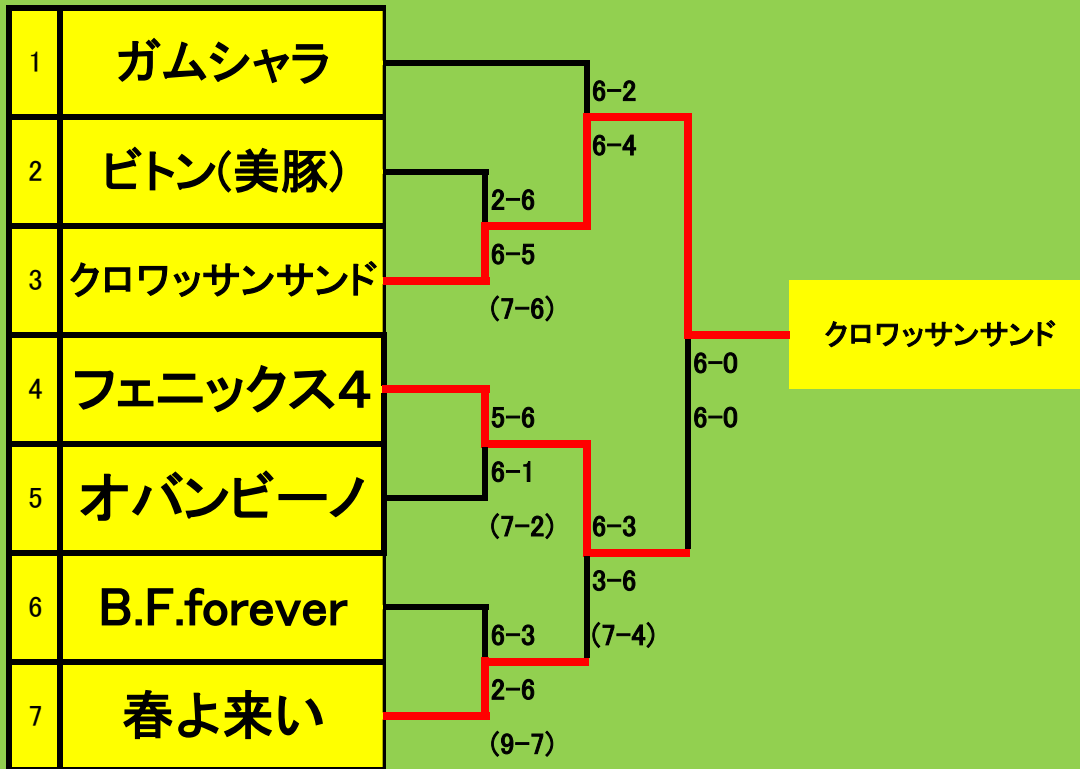 1 ガムシャラ
6-2
6-4
2 ビトン(美豚)
2-6
6-5
(7-6)
3 クロワッサンサンド
クロワッサンサンド
6-0
6-0
4 フェニックス4
5-6
6-1
(7-2)
5 オバンビーノ
6-3
3-6
(7-4)
6 B.F.forever
6-3
2-6
(9-7)
7 春よ来い